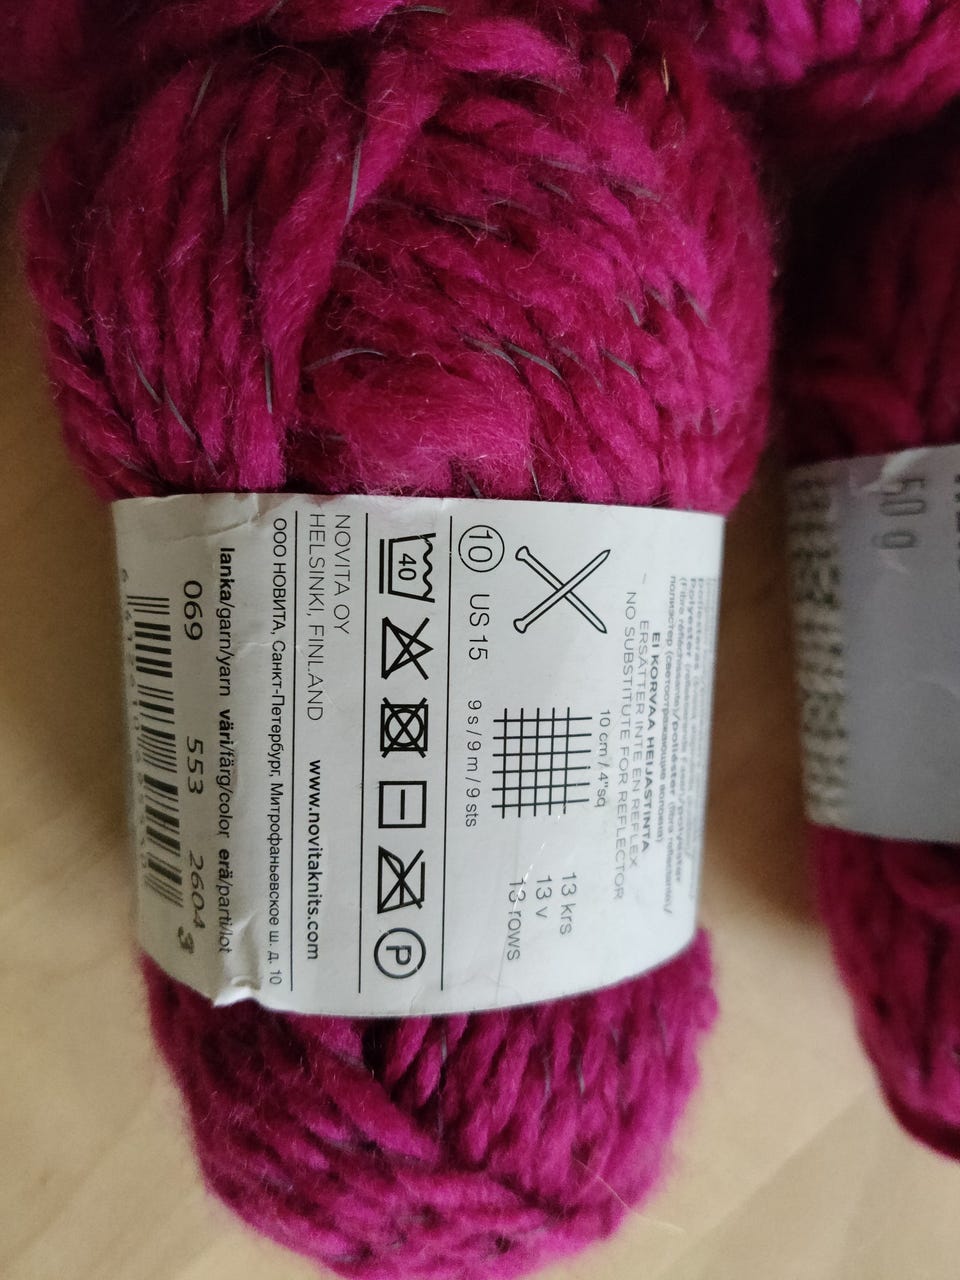 EI KORVAA HEIJASTINTA
– ERSÄTTER INTE EN REFLEX
– NO SUBSTITUTE FOR REFLECTOR
10 cm / 4"sq
13 krs
13 v
13 rows
10 US 15 9 s / 9 m / 9 sts
40
P
NOVITA OY
HELSINKI, FINLAND www.novitaknits.com
ООО НОВИТА, Санкт-Петербург, Митрофаньевское ш. д. 10
lanka/garn/yarn väri/färg/color erä/parti/lot
069 553 2604 3
50 g